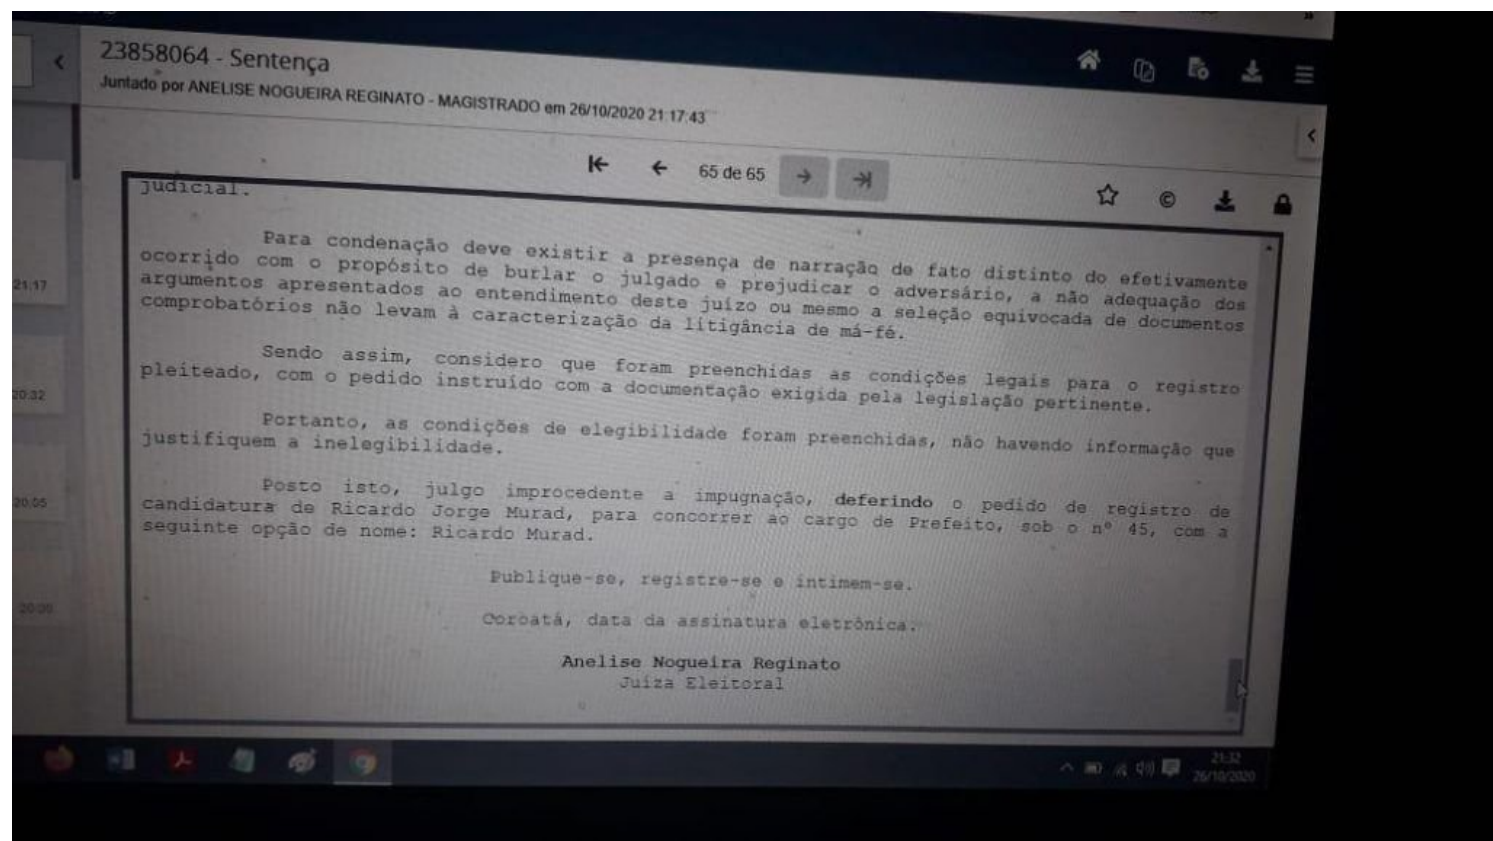 23858064 - Sentença
Juntado por ANELISE NOGUEIRA REGINATO - MAGISTRADO em 26/10/2020 21:17:43
65 de 65
judicial.
Para condenação deve existir a presença de narração de fato distinto do efetivamente
ocorrido com o propósito de burlar o julgado e prejudicar o adversário, a não adequação dos
argumentos apresentados ao entendimento deste juízo ou mesmo a seleção equivocada de documentos
comprobatórios não levam à caracterização da litigância de má-fé.
Sendo assim, considero que foram preenchidas as condições legais para o registro
pleiteado, com o pedido instruído com a documentação exigida pela legislação pertinente.
Portanto, as condições de elegibilidade foram preenchidas, não havendo informação que
justifiquem a inelegibilidade.
Posto isto, julgo improcedente a impugnação, deferindo o pedido de registro de
candidatura de Ricardo Jorge Murad, para concorrer ao cargo de Prefeito, sob o nº 45, com a
seguinte opção de nome: Ricardo Murad.
Publique-se, registre-se e intimem-se.
Coroatá, data da assinatura eletrônica.
Anelise Nogueira Reginato
Juíza Eleitoral
21:17
20:32
20:05
21:32
26/10/2020